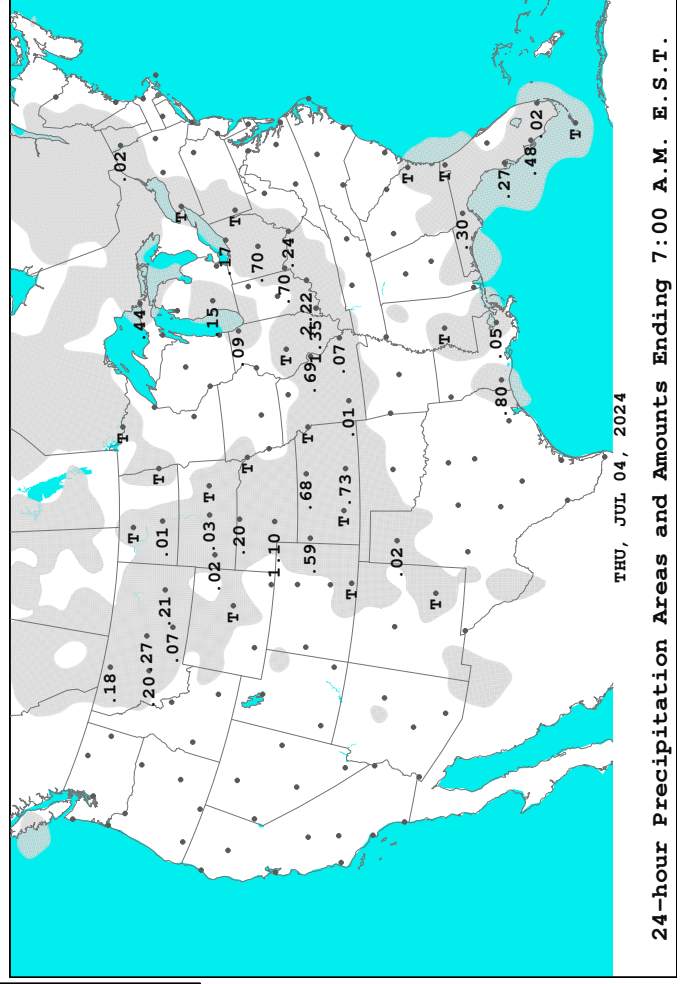 .18
.02
T
T
.44
.20 .27
T
.01
.21
.07
T
.03 T
.15
.02
.17
T
T
.20
.09
T
.70
1.10
.70
T
.24
.68
2.22
T
.59
.69
1.35
.07
T .73
.01
T
.02
T
T
T
T
.30
.05
.80
.27
.48
.02
T
THU, JUL 04, 2024
24-hour Precipitation Areas and Amounts Ending 7:00 A.M. E.S.T.